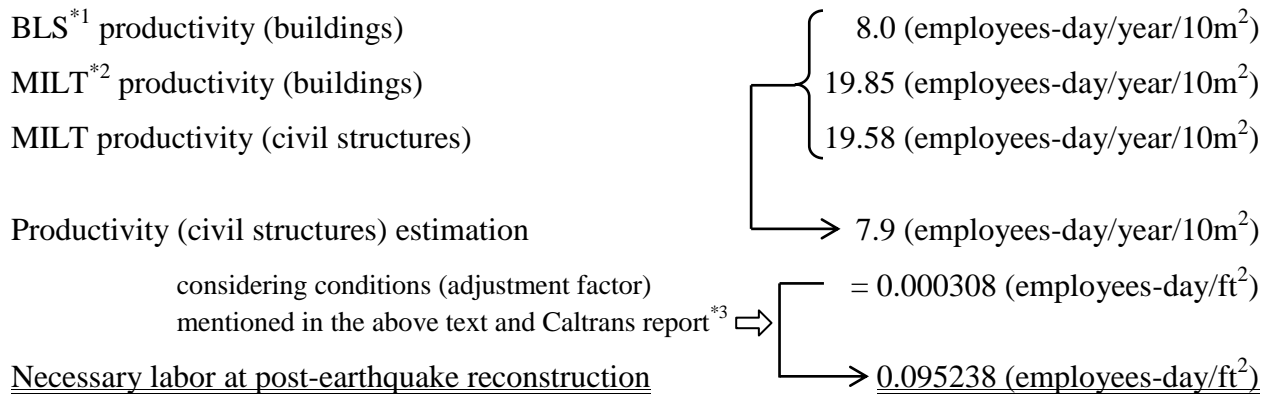 BLS*1 productivity (buildings) 8.0 (employees-day/year/10m2)
MILT*2 productivity (buildings) 19.85 (employees-day/year/10m2)
MILT productivity (civil structures) 19.58 (employees-day/year/10m2)
Productivity (civil structures) estimation 7.9 (employees-day/year/10m2)
considering conditions (adjustment factor) = 0.000308 (employees-day/ft2)
mentioned in the above text and Caltrans report*3
Necessary labor at post-earthquake reconstruction 0.095238 (employees-day/ft2)